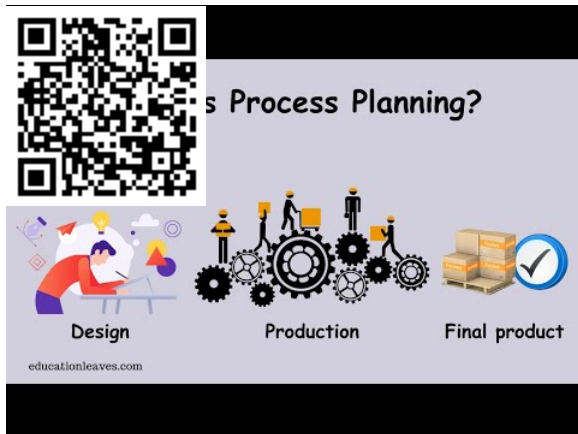 s Process Planning?
Design
Production
Final product
educationleaves.com